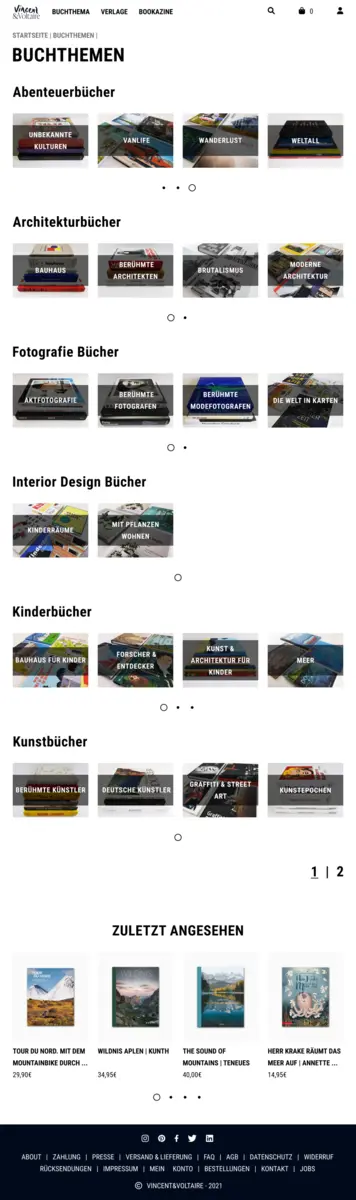 Vincent
&Voltaire
BUCHTHEMA VERLAGE BOOKAZINE 0
STARTSEITE | BUCHTHEMEN |
BUCHTHEMEN
Abenteuerbücher
UNBEKANNTE
KULTUREN
VANLIFE
WANDERLUST
WELTALL
Architekturbücher
BAUHAUS
BERÜHMTE
ARCHITEKTEN
BRUTALISMUS
MODERNE
ARCHITEKTUR
Fotografie Bücher
AKTFOTOGRAFIE
BERÜHMTE
FOTOGRAFEN
BERÜHMTE
MODEFOTOGRAFEN
DIE WELT IN KARTEN
Interior Design Bücher
KINDERRÄUME
MIT PFLANZEN
WOHNEN
Kinderbücher
BAUHAUS FÜR KINDER
FORSCHER &
ENTDECKER
KUNST &
ARCHITEKTUR FÜR
KINDER
MEER
Kunstbücher
BERÜHMTE KÜNSTLER
DEUTSCHE KÜNSTLER
GRAFFITI & STREET
ART
KUNSTEPOCHEN
1 | 2
ZULETZT ANGESEHEN
TOUR DU NORD. MIT DEM
MOUNTAINBIKE DURCH ...
29,90€
WILDNIS APLEN | KUNTH
34,95€
THE SOUND OF
MOUNTAINS | TENEUES
40,00€
HERR KRAKE RÄUMT DAS
MEER AUF | ANNETTE ...
14,95€
ABOUT | ZAHLUNG | PRESSE | VERSAND & LIEFERUNG | FAQ | AGB | DATENSCHUTZ | WIDERRUF
RÜCKSENDUNGEN | IMPRESSUM | MEIN KONTO | BESTELLUNGEN | KONTAKT | JOBS
© VINCENT&VOLTAIRE - 2021